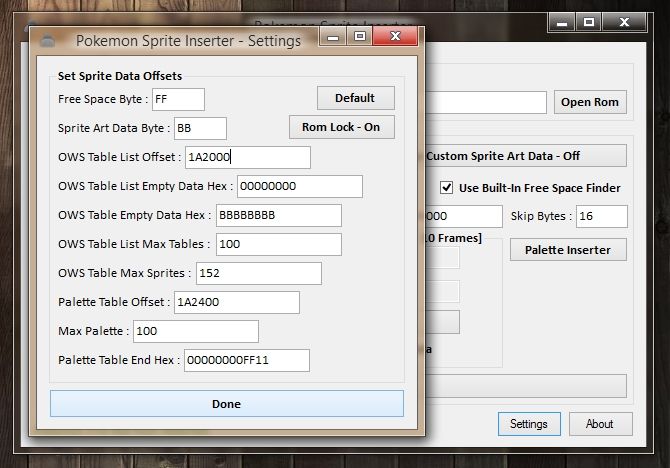 Pokemon Sprite Inserter
Pokemon Sprite Inserter - Settings
Set Sprite Data Offsets
Free Space Byte : FF
Default
Sprite Art Data Byte : BB
Rom Lock - On
OWS Table List Offset : 1A2000
OWS Table List Empty Data Hex : 00000000
OWS Table Empty Data Hex : BBBBBBBB
OWS Table List Max Tables : 100
OWS Table Max Sprites : 152
Palette Table Offset : 1A2400
Max Palette : 100
Palette Table End Hex : 00000000FF11
Done
Open Rom
Custom Sprite Art Data - Off
Use Built-In Free Space Finder
000 Skip Bytes : 16
.0 Frames]
Palette Inserter
a
Settings
About